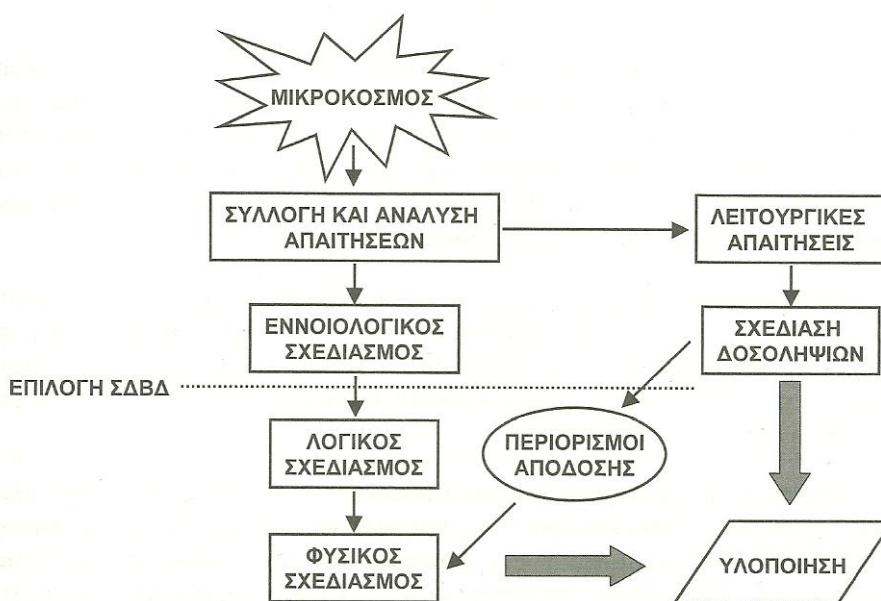 ΜΙΚΡΟΚΟΣΜΟΣ
ΣΥΛΛΟΓΗ ΚΑΙ ΑΝΑΛΥΣΗ
ΑΠΑΙΤΗΣΕΩΝ
ΛΕΙΤΟΥΡΓΙΚΕΣ
ΑΠΑΙΤΗΣΕΙΣ
ΕΝΝΟΙΟΛΟΓΙΚΟΣ
ΣΧΕΔΙΑΣΜΟΣ
ΣΧΕΔΙΑΣΗ
ΔΟΣΟΛΗΨΙΩΝ
ΕΠΙΛΟΓΗ ΣΔΒΔ
ΛΟΓΙΚΟΣ
ΣΧΕΔΙΑΣΜΟΣ
ΠΕΡΙΟΡΙΣΜΟΙ
ΑΠΟΔΟΣΗΣ
ΦΥΣΙΚΟΣ
ΣΧΕΔΙΑΣΜΟΣ
ΥΛΟΠΟΙΗΣΗ